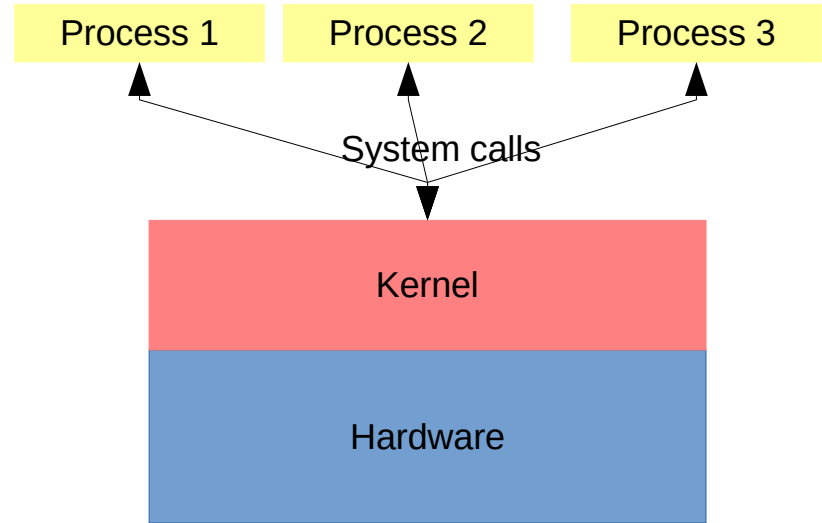 Process 1
Process 2
Process 3
System calls
Kernel
Hardware